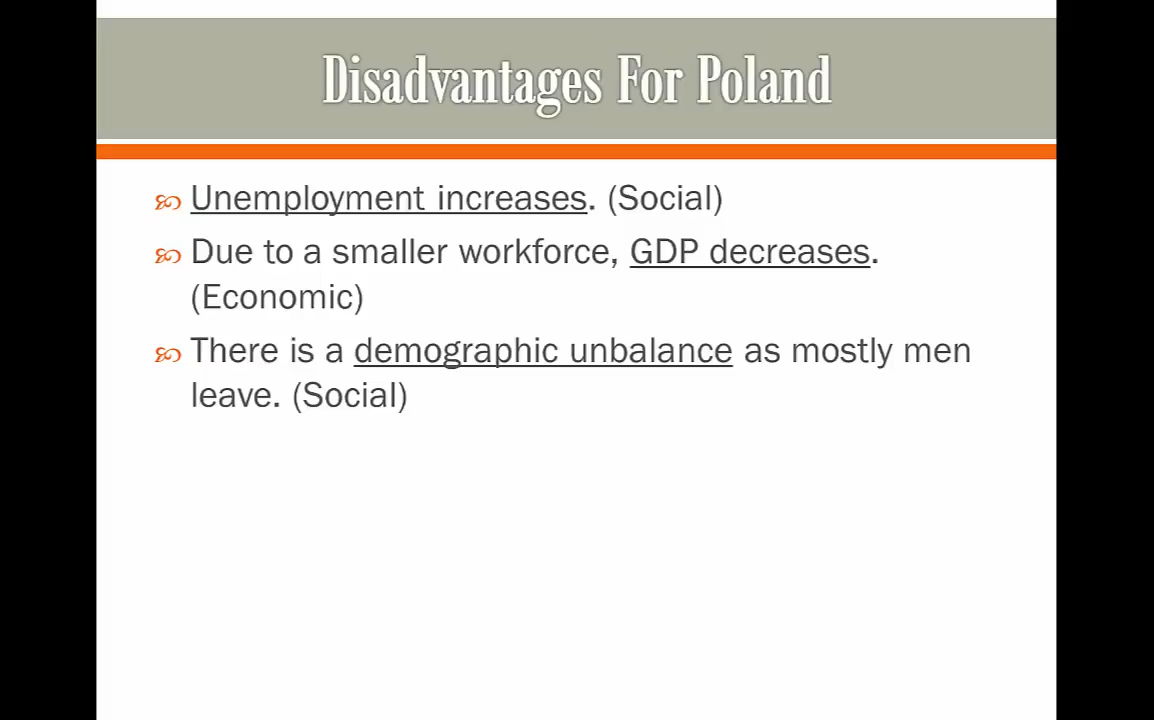 Disadvantages For Poland
Unemployment increases. (Social)
Due to a smaller workforce, GDP decreases.
(Economic)
There is a demographic unbalance as mostly men
leave. (Social)